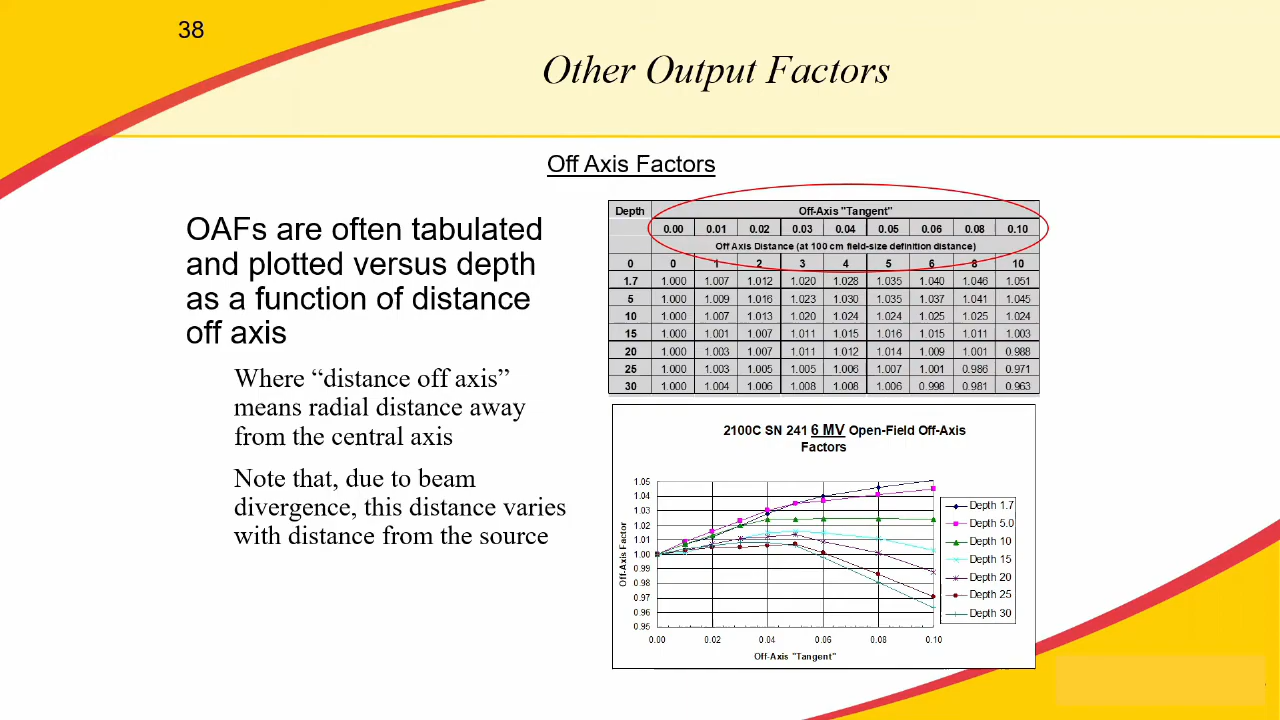 38
Other Output Factors
Off Axis Factors
OAFs are often tabulated
and plotted versus depth
as a function of distance
off axis
Where “distance off axis”
means radial distance away
from the central axis
Note that, due to beam
divergence, this distance varies
with distance from the source
Depth Off-Axis "Tangent"
0.00 0.01 0.02 0.03 0.04 0.05 0.06 0.08 0.10
Off Axis Distance (at 100 cm field-size definition distance)
0 0 1 2 3 4 5 6 8 10
1.7 1.000 1.007 1.012 1.020 1.028 1.035 1.040 1.046 1.051
5 1.000 1.009 1.016 1.023 1.030 1.035 1.037 1.041 1.045
10 1.000 1.007 1.013 1.020 1.024 1.024 1.025 1.025 1.024
15 1.000 1.001 1.007 1.011 1.015 1.016 1.015 1.011 1.003
20 1.000 1.003 1.007 1.011 1.012 1.014 1.009 1.001 0.988
25 1.000 1.003 1.005 1.005 1.006 1.007 1.001 0.986 0.971
30 1.000 1.004 1.006 1.008 1.008 1.006 0.998 0.981 0.963
2100C SN 241 6 MV Open-Field Off-Axis
Factors
Off-Axis Factor
1.05
1.04
1.03
1.02
1.01
1.00
0.99
0.98
0.97
0.96
0.95
0.00 0.02 0.04 0.06 0.08 0.10
Off-Axis "Tangent"
Depth 1.7
Depth 5.0
Depth 10
Depth 15
Depth 20
Depth 25
Depth 30